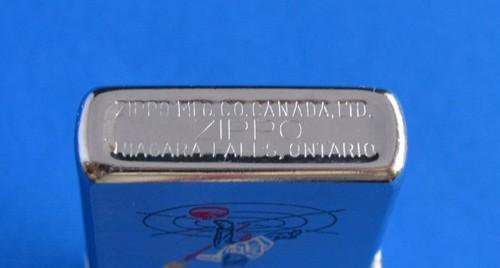 ZIPPO MFG. CO. CANADA, LTD.
ZIPPO
NIAGARA FALLS, ONTARIO